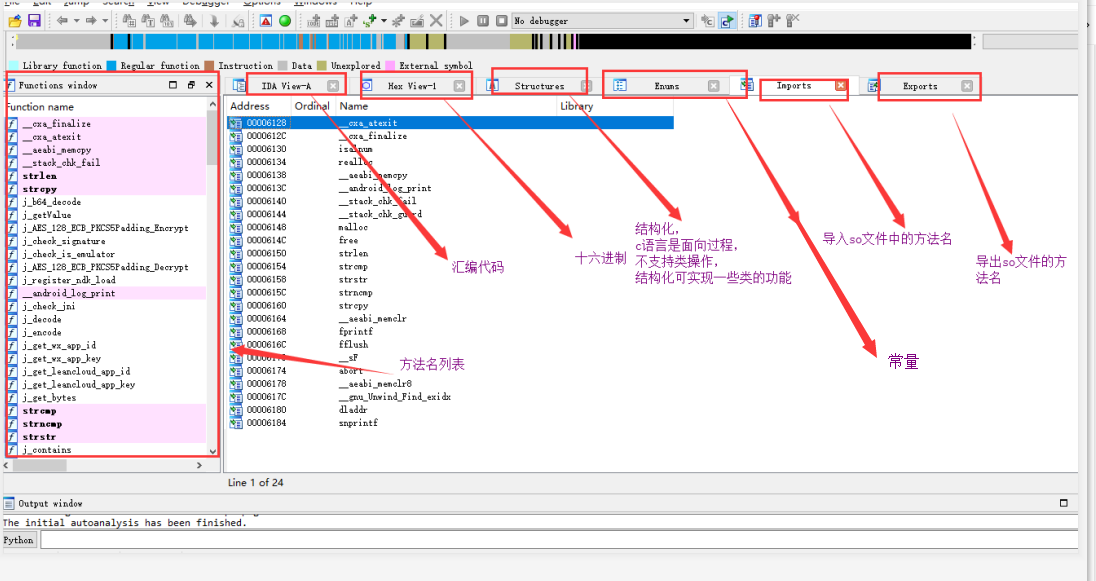 Edit Jump Search View Debugger Options Windows Help
No debugger
Library function Regular function Instruction Data Unexplored External symbol
Functions window
IDA View-A
Hex View-1
Structures
Enums
Imports
Exports
Function name
__cxa_finalize
__cxa_atexit
__aeabi_memcpy
__stack_chk_fail
strlen
strcpy
j_b64_decode
j_getValue
j_AES_128_ECB_PKCS5Padding_Encrypt
j_check_signature
j_check_is_emulator
j_AES_128_ECB_PKCS5Padding_Decrypt
j_register_ndk_load
__android_log_print
j_check_jni
j_decode
j_encode
j_get_wx_app_id
j_get_wx_app_key
j_get_leancloud_app_id
j_get_leancloud_app_key
j_get_bytes
strcmp
strncmp
strstr
j_contains
Address Ordinal Name Library
00006128 __cxa_atexit
0000612C __cxa_finalize
00006130 isalnum
00006134 realloc
00006138 __aeabi_memcpy
0000613C __android_log_print
00006140 __stack_chk_fail
00006144 __stack_chk_guard
00006148 malloc
0000614C free
00006150 strlen
00006154 strcmp
00006158 strstr
0000615C strncmp
00006160 strcpy
00006164 __aeabi_memclr
00006168 fprintf
0000616C fflush
__sF
00006174 abort
00006178 __aeabi_memclr8
0000617C __gnu_Unwind_Find_exidx
00006180 dladdr
00006184 snprintf
汇编代码
十六进制
结构化，
c语言是面向过程，
不支持类操作，
结构化可实现一些类的功能
导入so文件中的方法名
导出so文件的方
法名
常量
方法名列表
Line 1 of 24
Output window
The initial autoanalysis has been finished.
Python